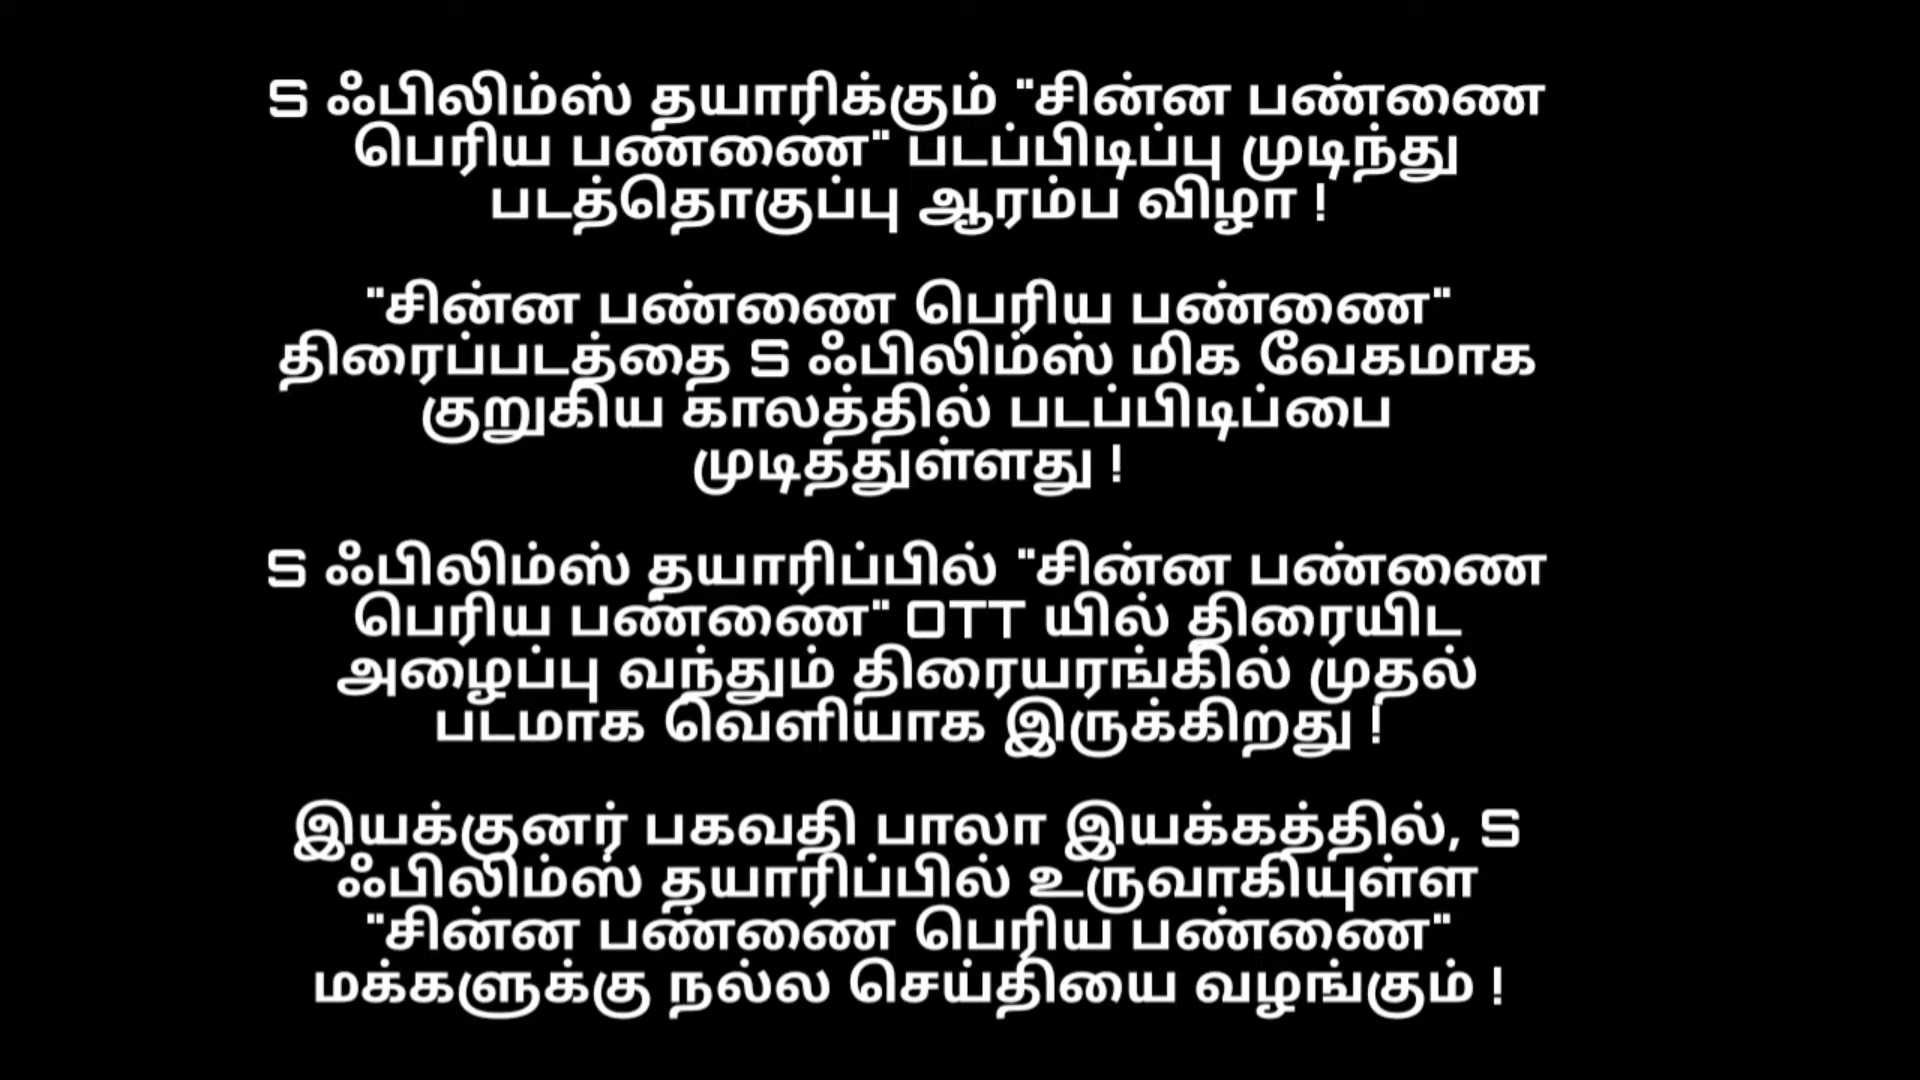 S ஃபிலிம்ஸ் தயாரிக்கும் "சின்ன பண்ணை
பெரிய பண்ணை" படப்பிடிப்பு முடிந்து
படத்தொகுப்பு ஆரம்ப விழா !
"சின்ன பண்ணை பெரிய பண்ணை"
திரைப்படத்தை S ஃபிலிம்ஸ் மிக வேகமாக
குறுகிய காலத்தில் படப்பிடிப்பை
முடித்துள்ளது !
S ஃபிலிம்ஸ் தயாரிப்பில் "சின்ன பண்ணை
பெரிய பண்ணை" OTT யில் திரையிட
அழைப்பு வந்தும் திரையரங்கில் முதல்
படமாக வெளியாக இருக்கிறது !
இயக்குனர் பகவதி பாலா இயக்கத்தில், S
ஃபிலிம்ஸ் தயாரிப்பில் உருவாகியுள்ள
"சின்ன பண்ணை பெரிய பண்ணை"
மக்களுக்கு நல்ல செய்தியை வழங்கும் !